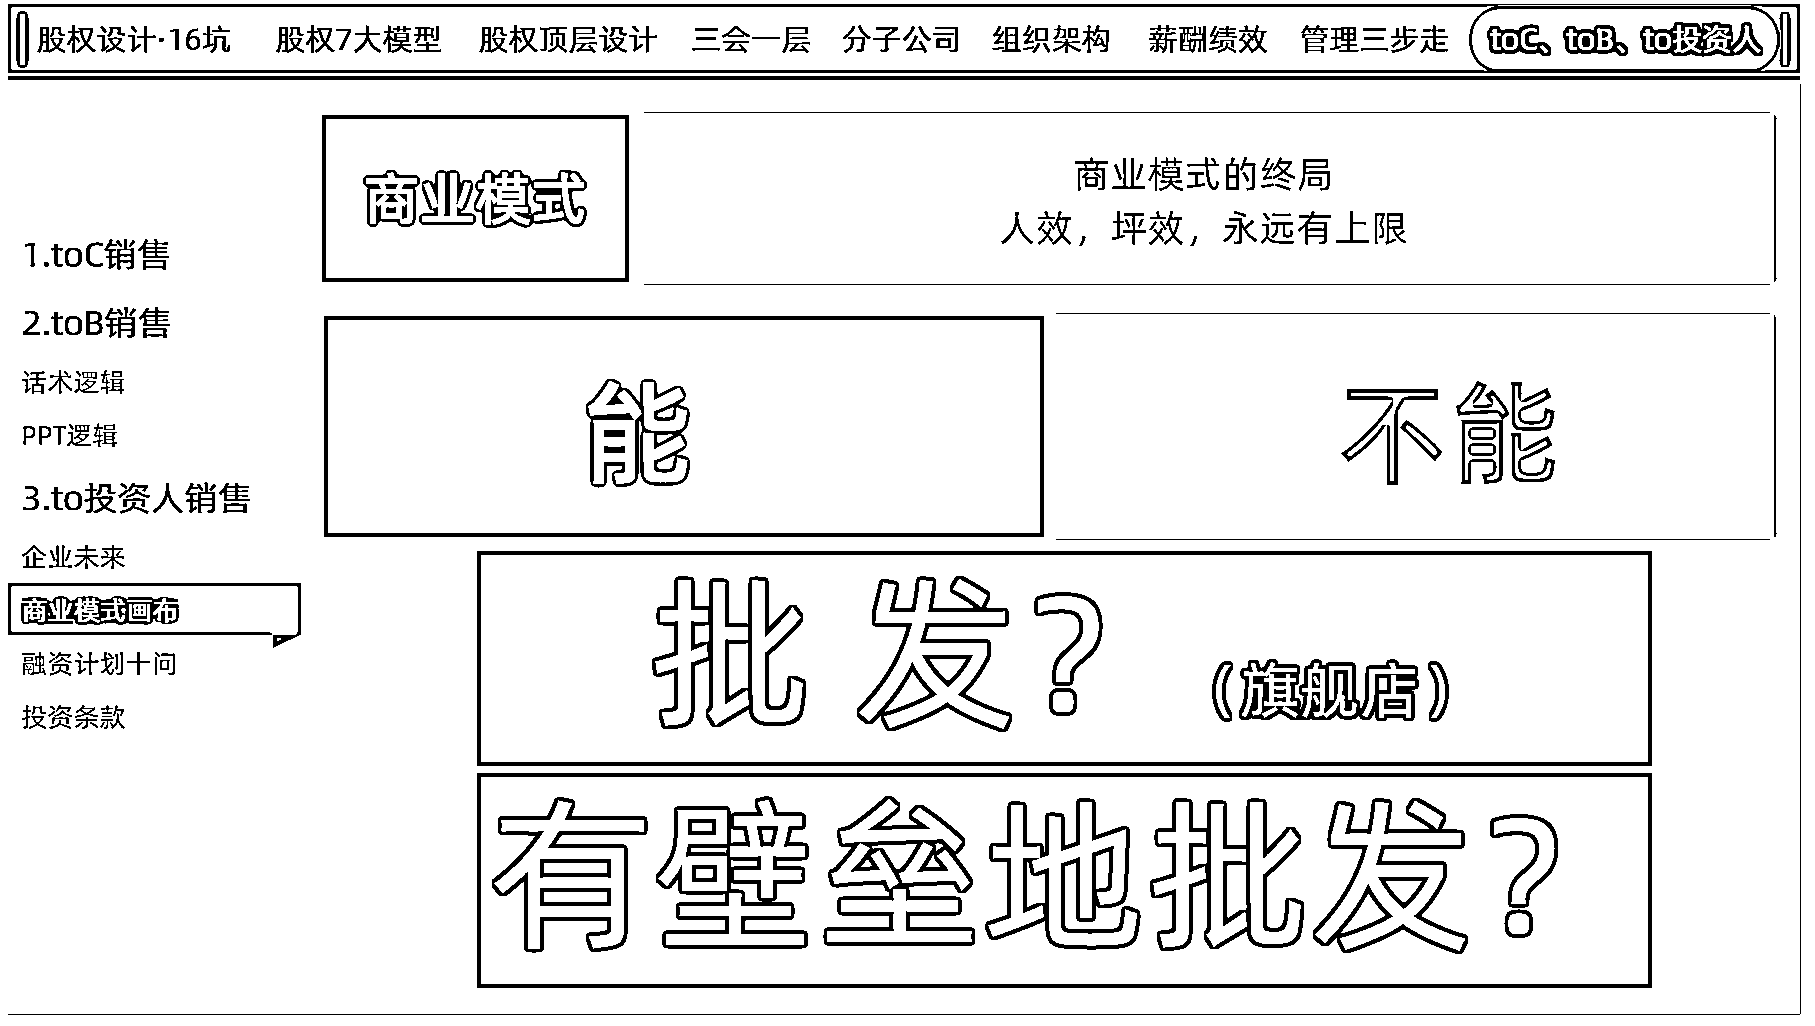 股权设计·16坑 股权7大模型 股权顶层设计 三会一层 分子公司 组织架构 薪酬绩效 管理三步走 toC、toB、to投资人
1.toC销售
2.toB销售
话术逻辑
PPT逻辑
3.to投资人销售
企业未来
商业模式画布
融资计划十问
投资条款
商业模式
商业模式的终局
人效，坪效，永远有上限
能
不能
批 发？（旗舰店）
有壁垒地批发？